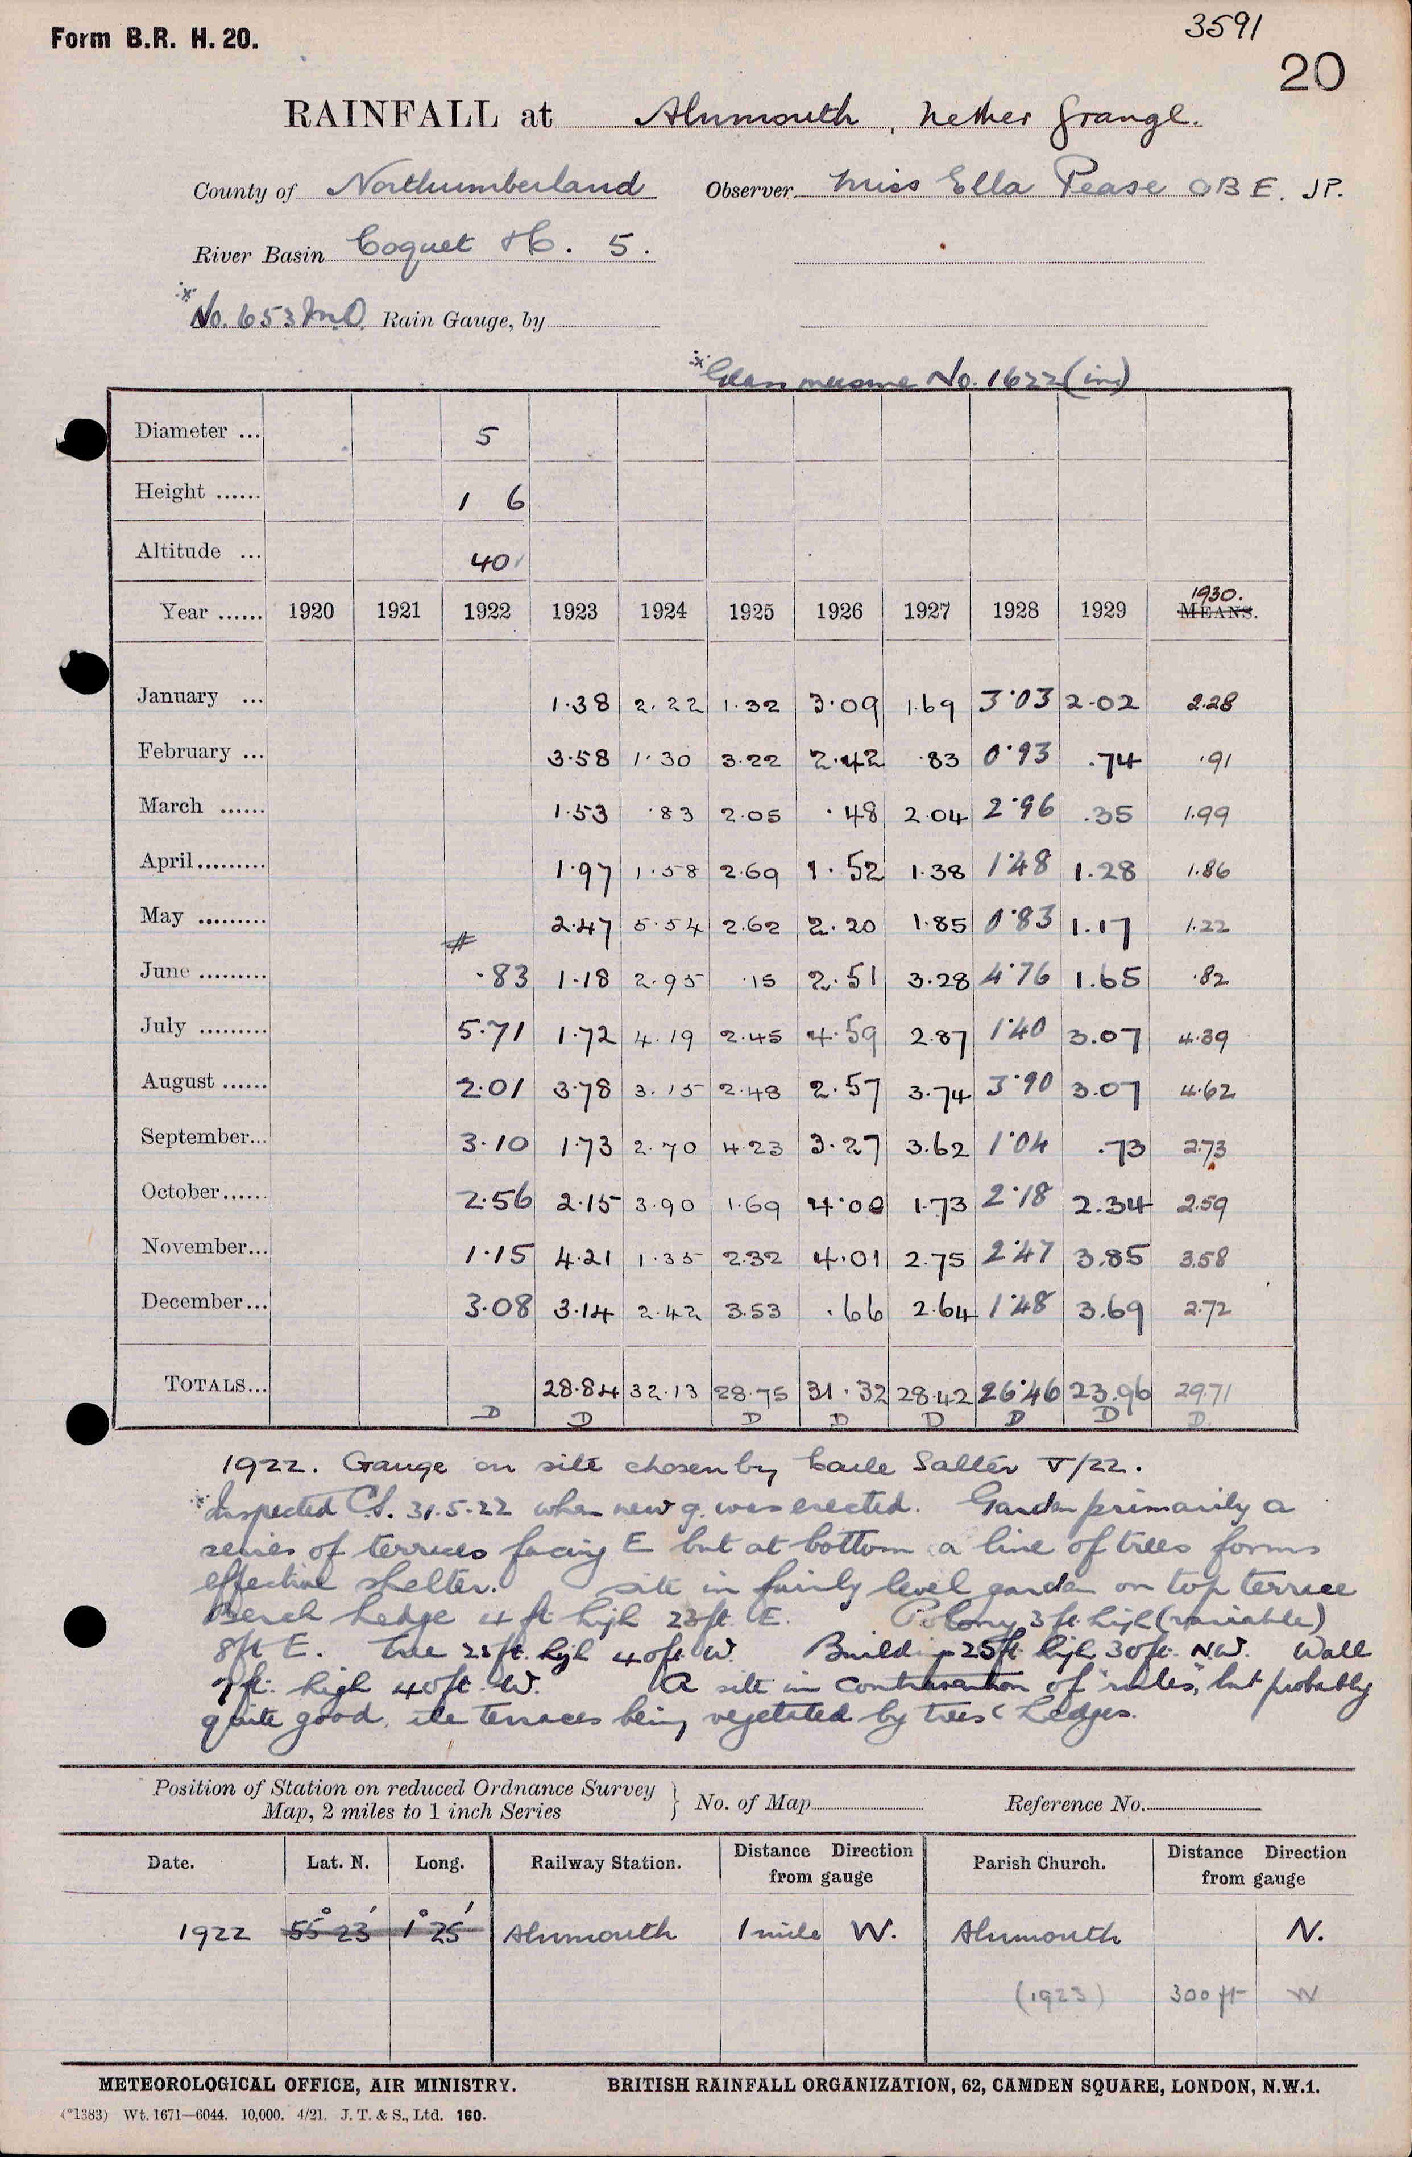 Form B.R. H. 20.
3591
20
RAINFALL at Alnmouth, Nether Grange.
County of Northumberland Observer Miss Ella Pease OBE. JP.
River Basin Coquet &c. 5.
* No. 653 M.O. Rain Gauge, by
* Glass measure No. 1622 (in)
Diameter ... 5
Height ...... 1 6
Altitude ... 40
Year ...... 1920 1921 1922 1923 1924 1925 1926 1927 1928 1929 1930. MEANS.
January ... 1.38 2.22 1.32 3.09 1.69 3.03 2.02 2.28
February ... 3.58 1.30 3.22 2.42 .83 0.93 .74 .91
March ...... 1.53 .83 2.05 .48 2.04 2.96 .35 1.99
April ......... 1.97 1.58 2.69 1.52 1.38 1.48 1.28 1.86
May ......... # 2.47 5.54 2.62 2.20 1.85 0.83 1.17 1.22
June ......... .83 1.18 2.95 .15 2.51 3.28 4.76 1.65 .82
July ......... 5.71 1.72 4.19 2.45 4.59 2.87 1.40 3.07 4.39
August ...... 2.01 3.78 3.15 2.48 2.57 3.74 3.90 3.07 4.62
September... 3.10 1.73 2.70 4.23 3.27 3.62 1.04 .73 2.73
October...... 2.56 2.15 3.90 1.69 4.00 1.73 2.18 2.34 2.59
November... 1.15 4.21 1.35 2.32 4.01 2.75 2.47 3.85 3.58
December... 3.08 3.14 2.42 3.53 .66 2.64 1.48 3.69 2.72
TOTALS... 28.84 32.13 28.75 31.32 28.42 26.46 23.96 29.71
D D D D D D D D
1922. Gauge on site chosen by Carle Salter V/22.
* Inspected C.S. 31.5.22 when new g. was erected. Garden primarily a
series of terraces facing E but at bottom a line of trees forms
effective shelter. Site in fairly level garden on top terrace
Beech hedge 4 ft high 23 ft. E. 3 ft high (variable)
8 ft E. Tree 25 ft. high 40 ft W. Building 25 ft high 30 ft. NW. Wall
7 ft. high 40 ft. W. A site in contravention of "rules", but probably
quite good, the terraces being vegetated by trees & hedges.
Position of Station on reduced Ordnance Survey Map, 2 miles to 1 inch Series } No. of Map Reference No.
Date. Lat. N. Long. Railway Station. Distance Direction from gauge Parish Church. Distance Direction from gauge
1922 55° 23' 1° 25' Alnmouth 1 mile W. Alnmouth N.
(1923) 300 ft W
METEOROLOGICAL OFFICE, AIR MINISTRY. BRITISH RAINFALL ORGANIZATION, 62, CAMDEN SQUARE, LONDON, N.W.1.
(*1383) Wt. 1671—6044. 10,000. 4/21. J. T. & S., Ltd. 160.